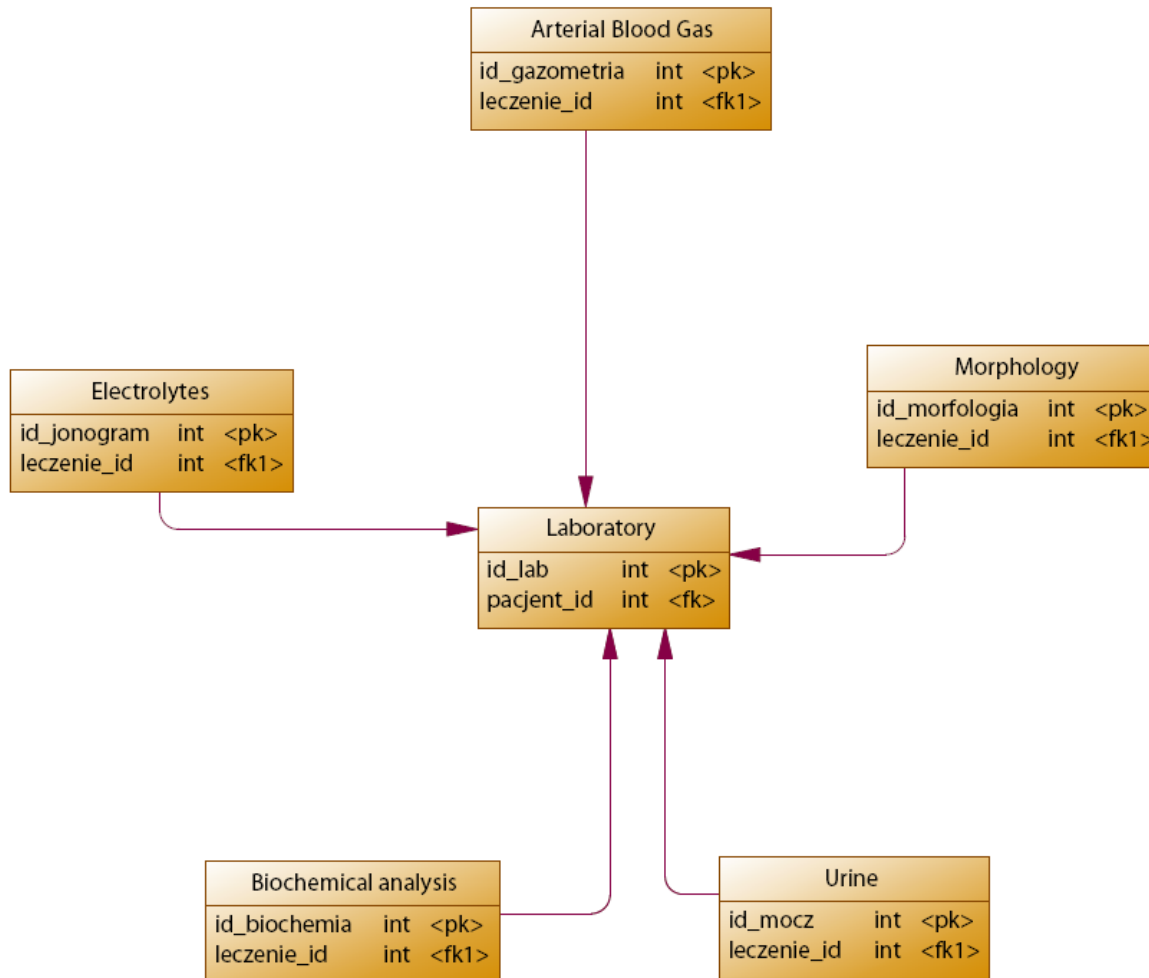 Arterial Blood Gas
id_gazometria int <pk>
leczenie_id int <fk1>
Electrolytes
id_jonogram int <pk>
leczenie_id int <fk1>
Morphology
id_morfologia int <pk>
leczenie_id int <fk1>
Laboratory
id_lab int <pk>
pacjent_id int <fk>
Biochemical analysis
id_biochemia int <pk>
leczenie_id int <fk1>
Urine
id_mocz int <pk>
leczenie_id int <fk1>